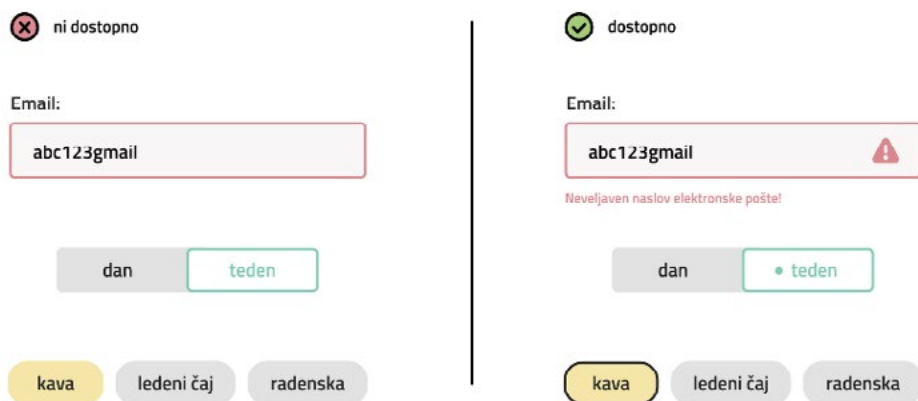 ni dostopno
Email:
abc123gmail
dan teden
kava ledeni čaj radenska
dostopno
Email:
abc123gmail
Neveljaven naslov elektronske pošte!
dan • teden
kava ledeni čaj radenska